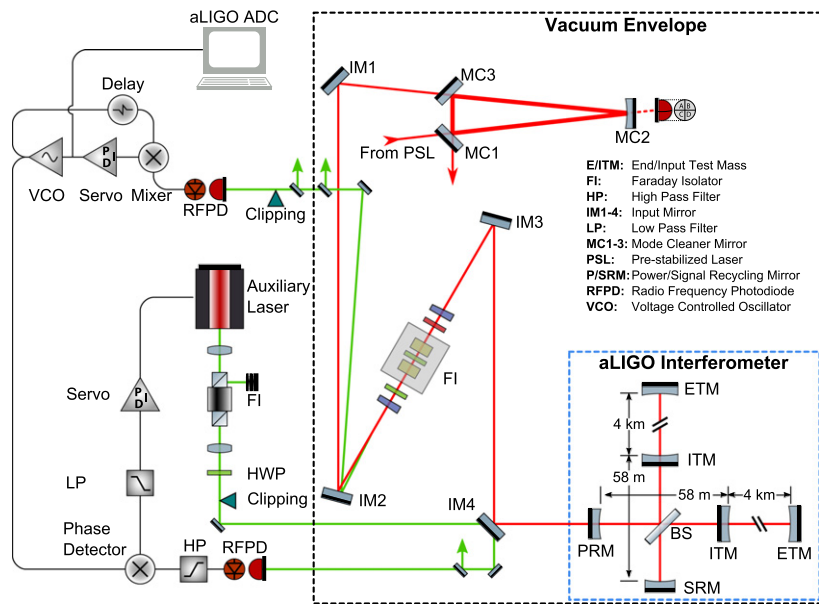 aLIGO ADC
Vacuum Envelope
Delay
IM1
MC3
MC2
A B
C D
From PSL
MC1
VCO
P
I
D
Servo
Mixer
RFPD
Clipping
E/ITM: End/Input Test Mass
FI: Faraday Isolator
HP: High Pass Filter
IM1-4: Input Mirror
LP: Low Pass Filter
MC1-3: Mode Cleaner Mirror
PSL: Pre-stabilized Laser
P/SRM: Power/Signal Recycling Mirror
RFPD: Radio Frequency Photodiode
VCO: Voltage Controlled Oscillator
IM3
Auxiliary
Laser
FI
Servo
P
I
D
FI
HWP
Clipping
LP
IM2
IM4
Phase
Detector
HP
RFPD
aLIGO Interferometer
ETM
4 km
ITM
58 m
58 m
4 km
PRM
BS
ITM
ETM
SRM